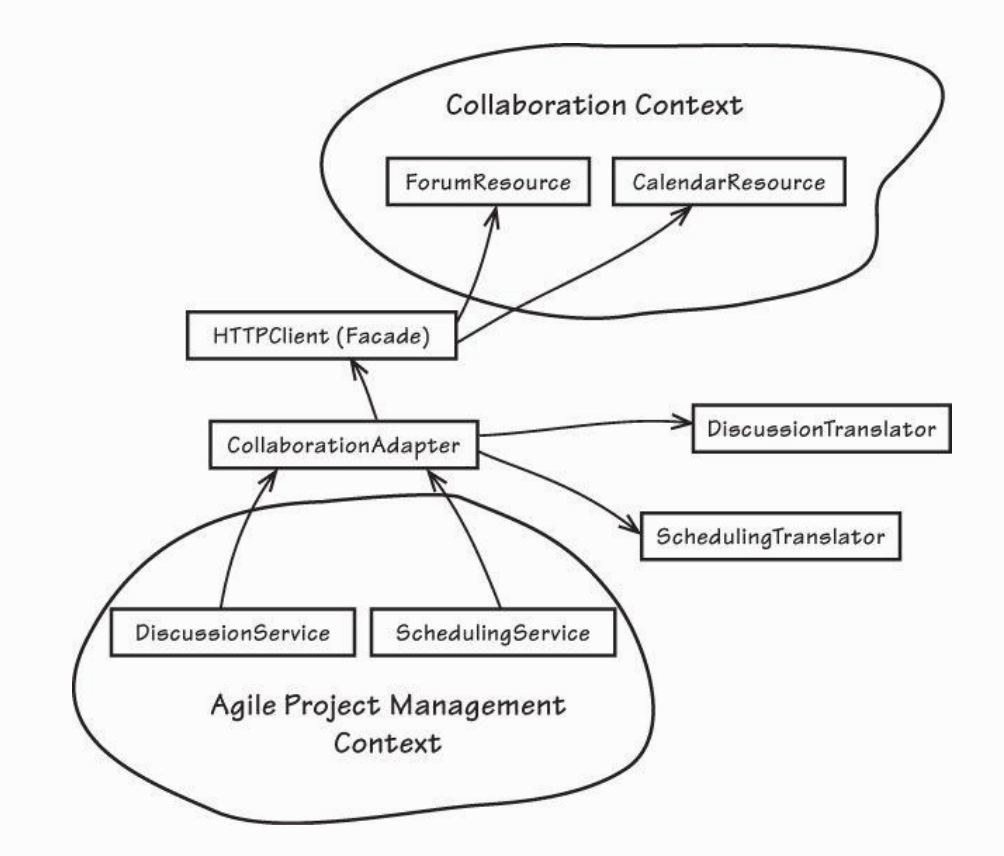 Collaboration Context
ForumResource
CalendarResource
HTTPClient (Facade)
CollaborationAdapter
DiscussionTranslator
SchedulingTranslator
DiscussionService
SchedulingService
Agile Project Management
Context